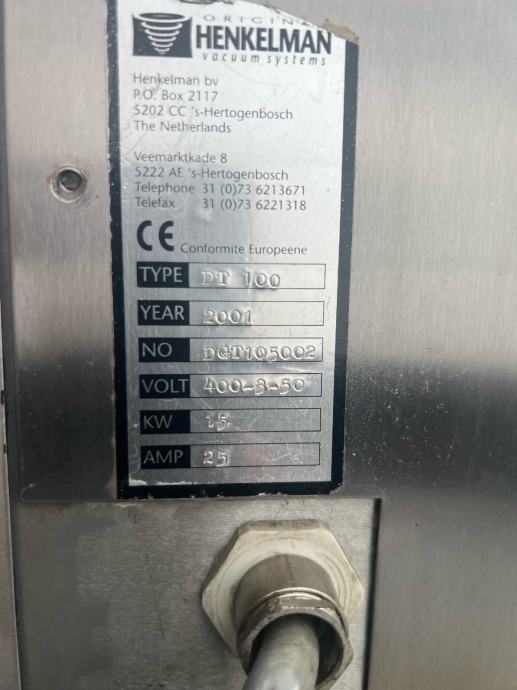 ORIGINAL
HENKELMAN
vacuum systems
Henkelman bv
P.O. Box 2117
5202 CC 's-Hertogenbosch
The Netherlands
Veemarktkade 8
5222 AE 's-Hertogenbosch
Telephone 31 (0)73 6213671
Telefax 31 (0)73 6221318
CE Conformite Europeene
TYPE DT 100
YEAR 2001
NO DGT105002
VOLT 400-3-50
KW 15
AMP 25